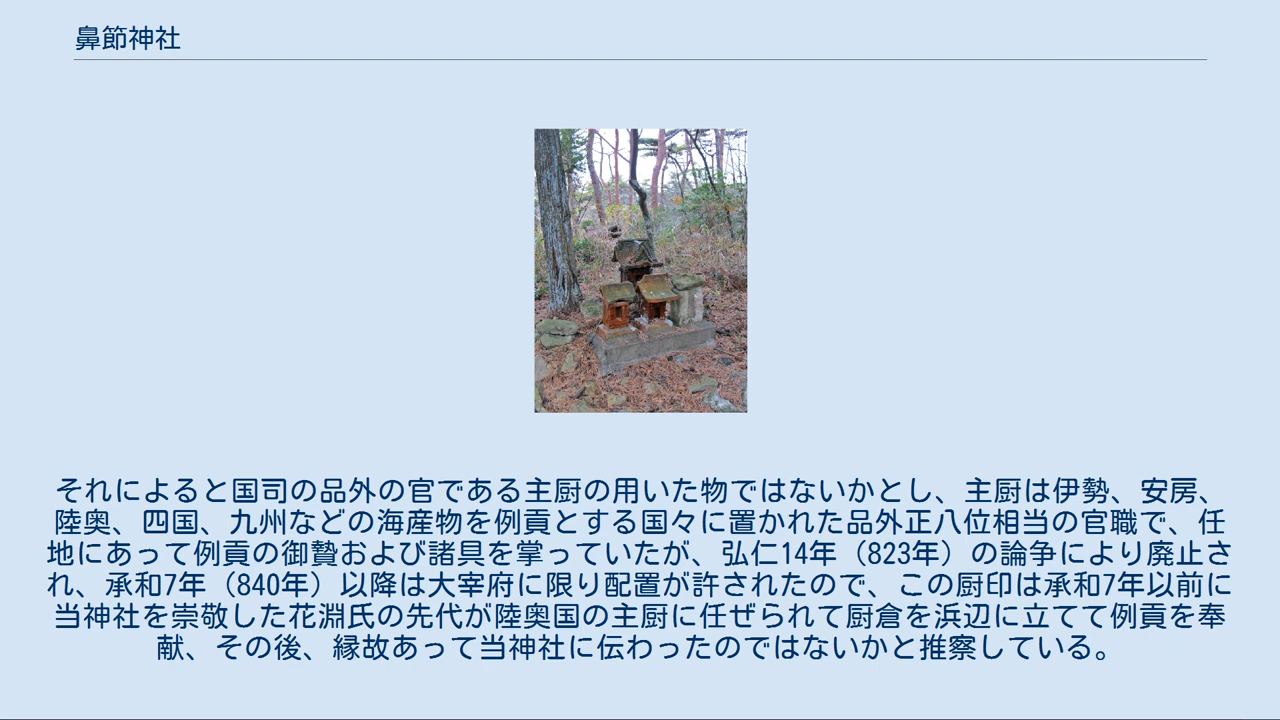 鼻節神社
それによると国司の品外の官である主厨の用いた物ではないかとし、主厨は伊勢、安房、
陸奥、四国、九州などの海産物を例貢とする国々に置かれた品外正八位相当の官職で、任
地にあって例貢の御贄および諸具を掌っていたが、弘仁14年（823年）の論争により廃止さ
れ、承和7年（840年）以降は大宰府に限り配置が許されたので、この厨印は承和7年以前に
当神社を崇敬した花淵氏の先代が陸奥国の主厨に任ぜられて厨倉を浜辺に立てて例貢を奉
献、その後、縁故あって当神社に伝わったのではないかと推察している。